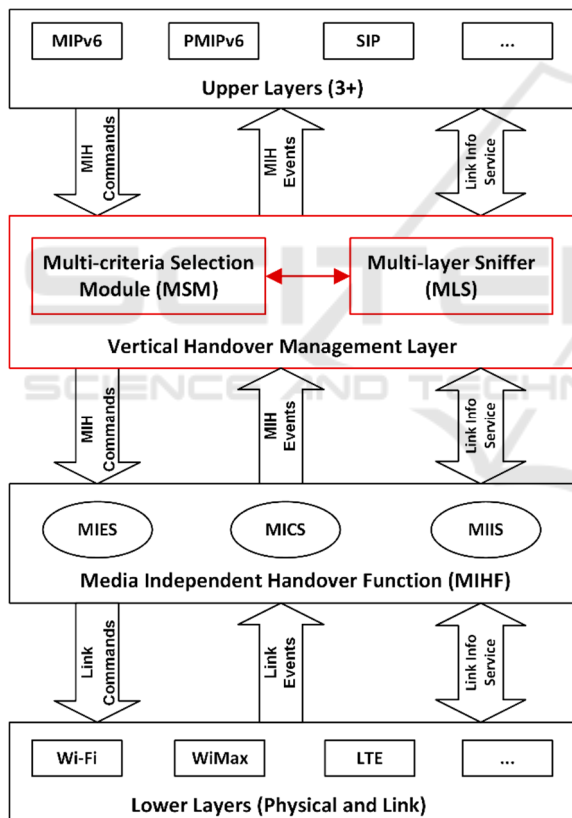 MIPv6
PMIPv6
SIP
...
Upper Layers (3+)
MIH
Commands
MIH
Events
Link Info
Service
Multi-criteria Selection
Module (MSM)
Multi-layer Sniffer
(MLS)
Vertical Handover Management Layer
SCIENCE AND TECHN
MIH
Commands
MIH
Events
Link Info
Service
MIES
MICS
MIIS
Media Independent Handover Function (MIHF)
Link
Commands
Link
Events
Link Info
Service
Wi-Fi
WiMax
LTE
...
Lower Layers (Physical and Link)